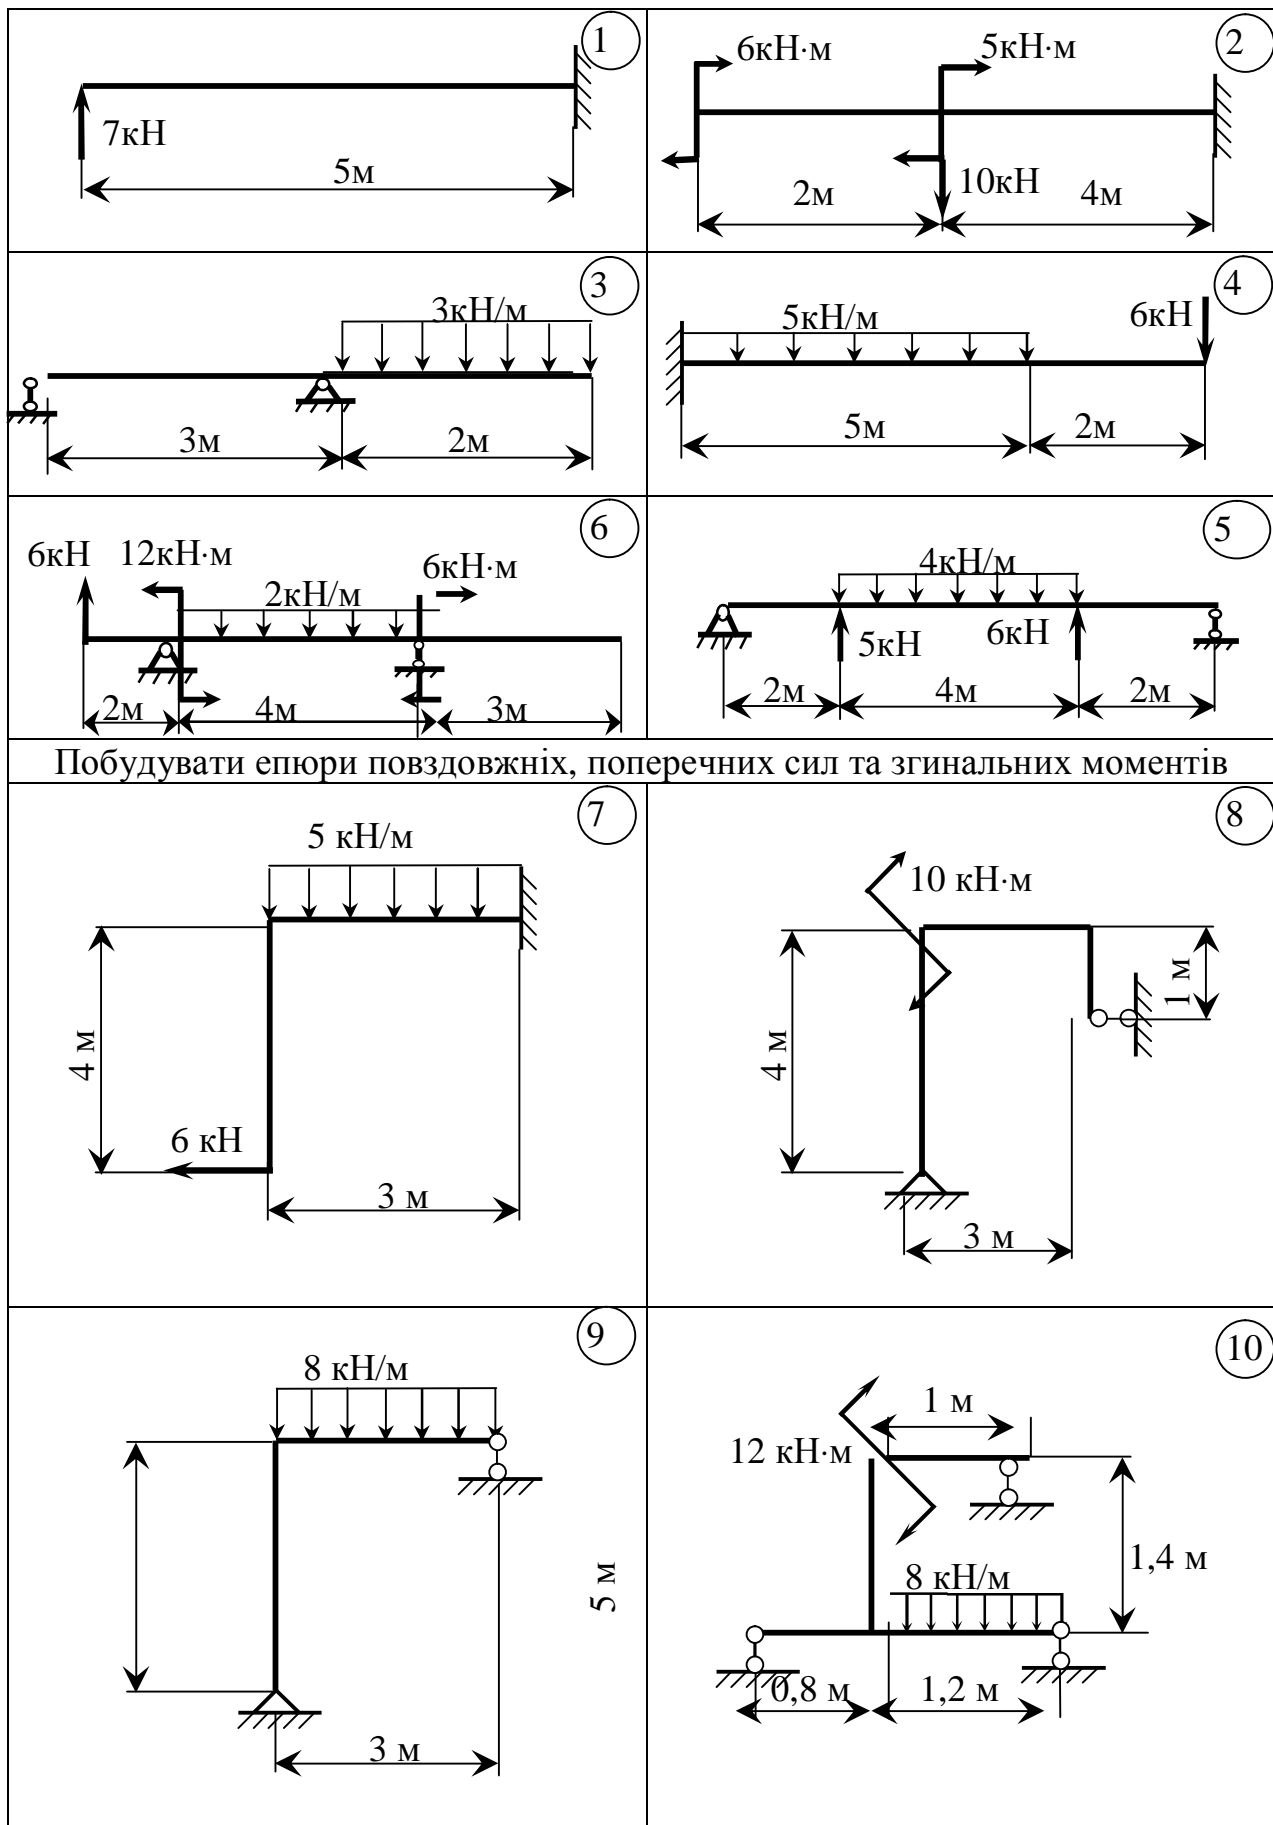 1
7кН
5м
2
6кН·м
5кН·м
10кН
2м
4м
3
3кН/м
3м
2м
4
5кН/м
6кН
5м
2м
6
6кН
12кН·м
2кН/м
6кН·м
2м
4м
3м
5
4кН/м
5кН
6кН
2м
4м
2м
Побудувати епюри повздовжніх, поперечних сил та згинальних моментів
7
5 кН/м
4 м
6 кН
3 м
8
10 кН·м
4 м
1 м
3 м
9
8 кН/м
5 м
3 м
10
1 м
12 кН·м
1,4 м
8 кН/м
0,8 м
1,2 м